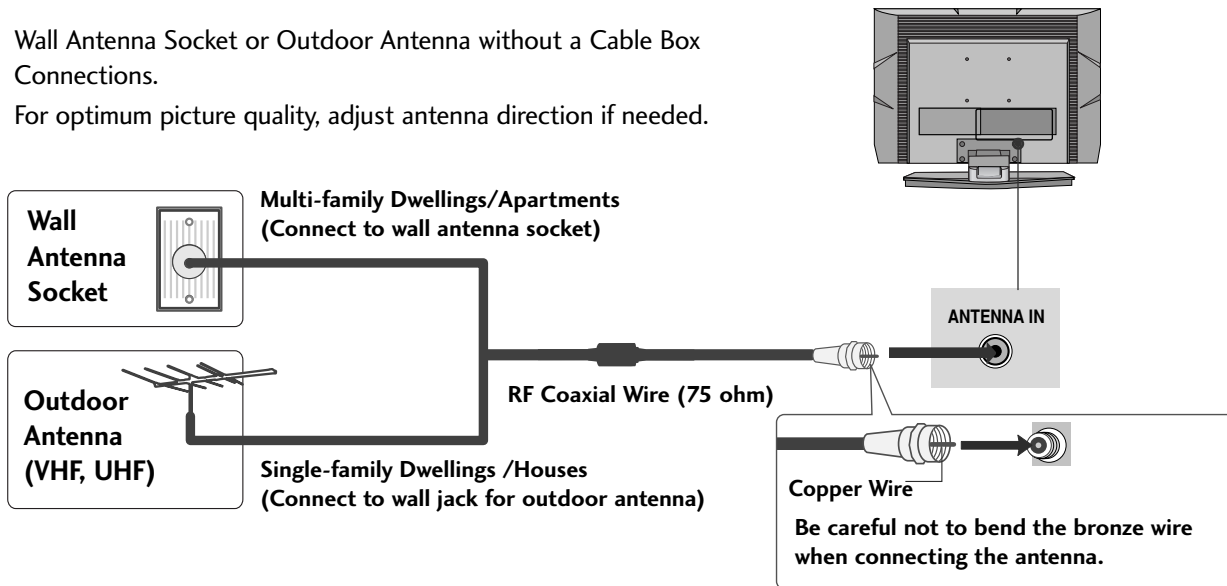 Wall Antenna Socket or Outdoor Antenna without a Cable Box
Connections.
For optimum picture quality, adjust antenna direction if needed.
Multi-family Dwellings/Apartments
(Connect to wall antenna socket)
Wall
Antenna
Socket
ANTENNA IN
RF Coaxial Wire (75 ohm)
Outdoor
Antenna
(VHF, UHF)
Single-family Dwellings /Houses
(Connect to wall jack for outdoor antenna)
Copper Wire
Be careful not to bend the bronze wire
when connecting the antenna.